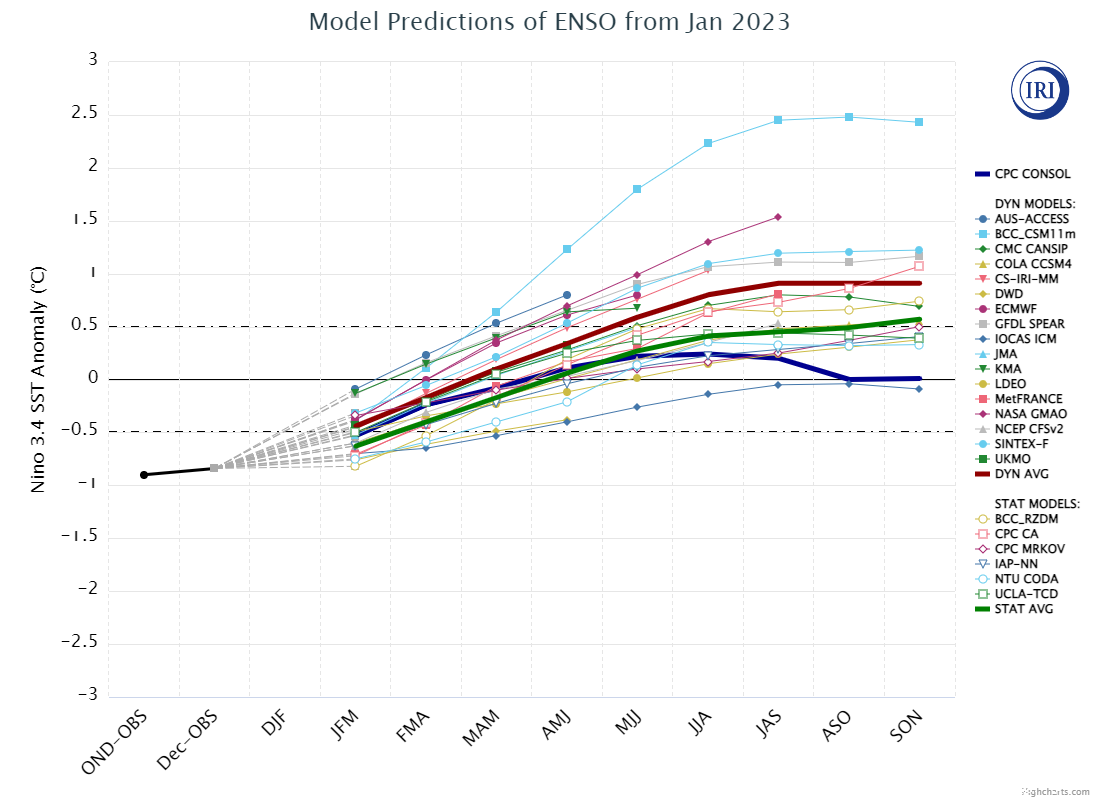 Model Predictions of ENSO from Jan 2023
IRI
Nino 3.4 SST Anomaly (°C)
3
2.5
2
1.5
1
0.5
0
-0.5
-1
-1.5
-2
-2.5
-3
OND-OBS
Dec-OBS
DJF
JFM
FMA
MAM
AMJ
MJJ
JJA
JAS
ASO
SON
CPC CONSOL
DYN MODELS:
AUS-ACCESS
BCC_CSM11m
CMC CANSIP
COLA CCSM4
CS-IRI-MM
DWD
ECMWF
GFDL SPEAR
IOCAS ICM
JMA
KMA
LDEO
MetFRANCE
NASA GMAO
NCEP CFSv2
SINTEX-F
UKMO
DYN AVG
STAT MODELS:
BCC_RZDM
CPC CA
CPC MRKOV
IAP-NN
NTU CODA
UCLA-TCD
STAT AVG